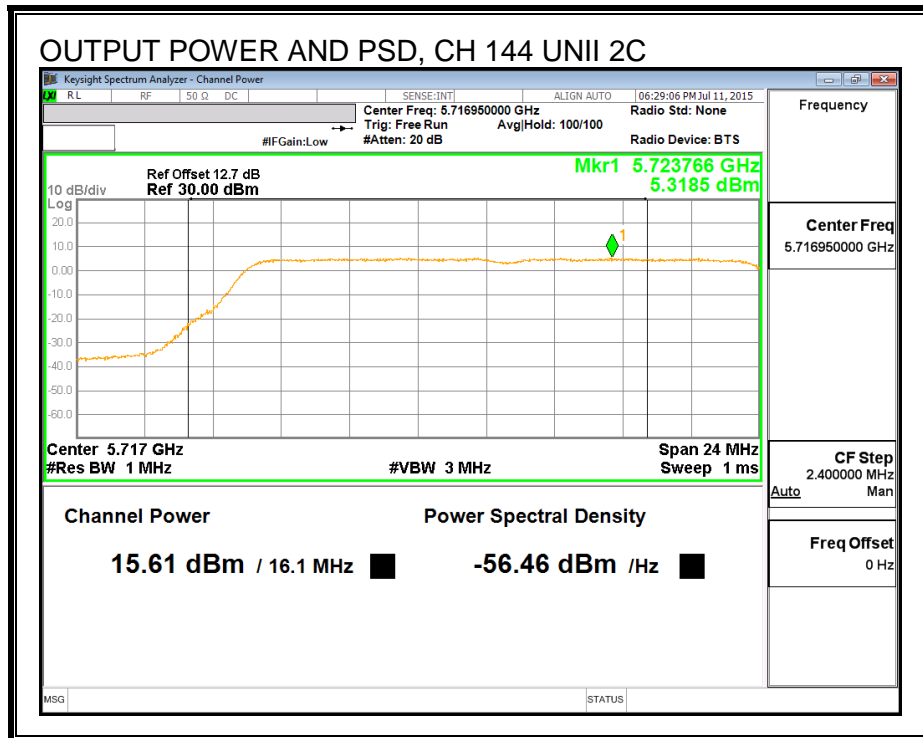 OUTPUT POWER AND PSD, CH 144 UNII 2C
Keysight Spectrum Analyzer - Channel Power
LXI RL RF 50 Ω DC SENSE:INT ALIGN AUTO 06:29:06 PM Jul 11, 2015
Center Freq: 5.716950000 GHz Radio Std: None
Trig: Free Run Avg|Hold: 100/100
#IFGain:Low #Atten: 20 dB Radio Device: BTS
Frequency
Mkr1 5.723766 GHz
5.3185 dBm
Ref Offset 12.7 dB
10 dB/div Ref 30.00 dBm
Log
20.0
10.0
0.00
-10.0
-20.0
-30.0
-40.0
-50.0
-60.0
1
Center 5.717 GHz Span 24 MHz
#Res BW 1 MHz #VBW 3 MHz Sweep 1 ms
Center Freq
5.716950000 GHz
CF Step
2.400000 MHz
Auto Man
Freq Offset
0 Hz
Channel Power Power Spectral Density
15.61 dBm / 16.1 MHz -56.46 dBm /Hz
MSG STATUS